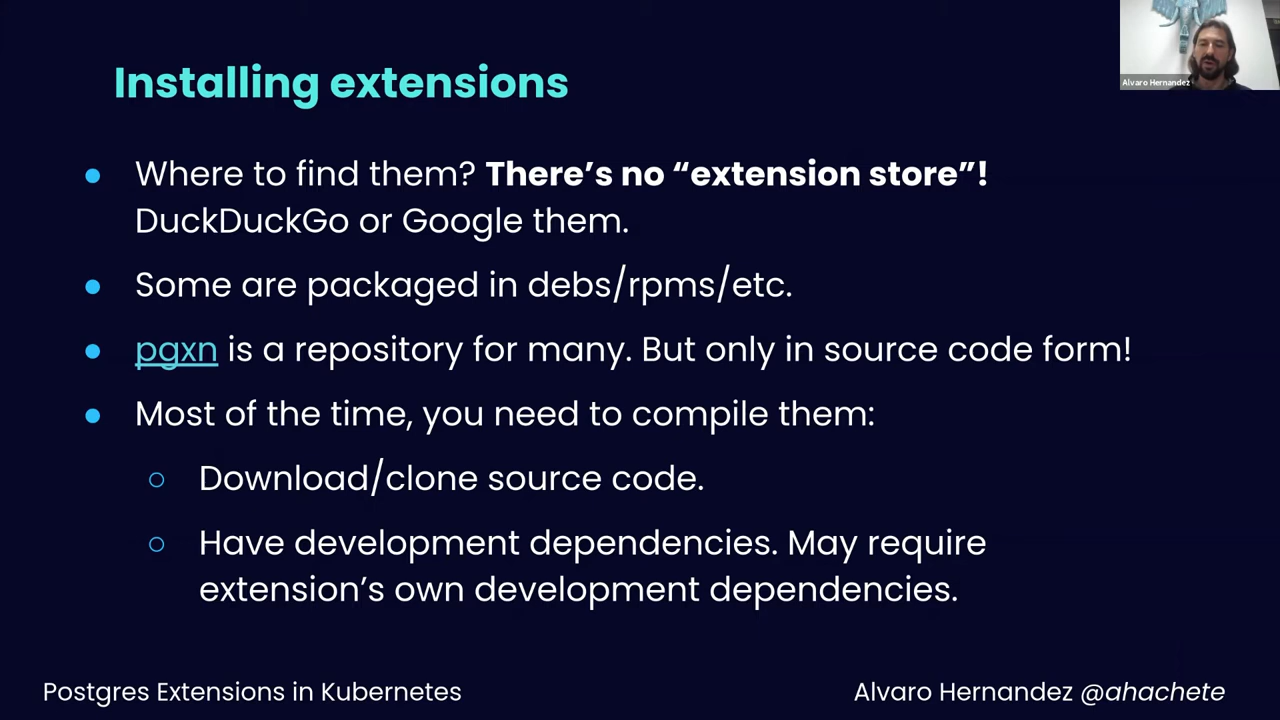 Installing extensions
Alvaro Hernandez
Where to find them? There's no “extension store”!
DuckDuckGo or Google them.
Some are packaged in debs/rpms/etc.
pgxn is a repository for many. But only in source code form!
Most of the time, you need to compile them:
Download/clone source code.
Have development dependencies. May require
extension’s own development dependencies.
Postgres Extensions in Kubernetes
Alvaro Hernandez @ahachete